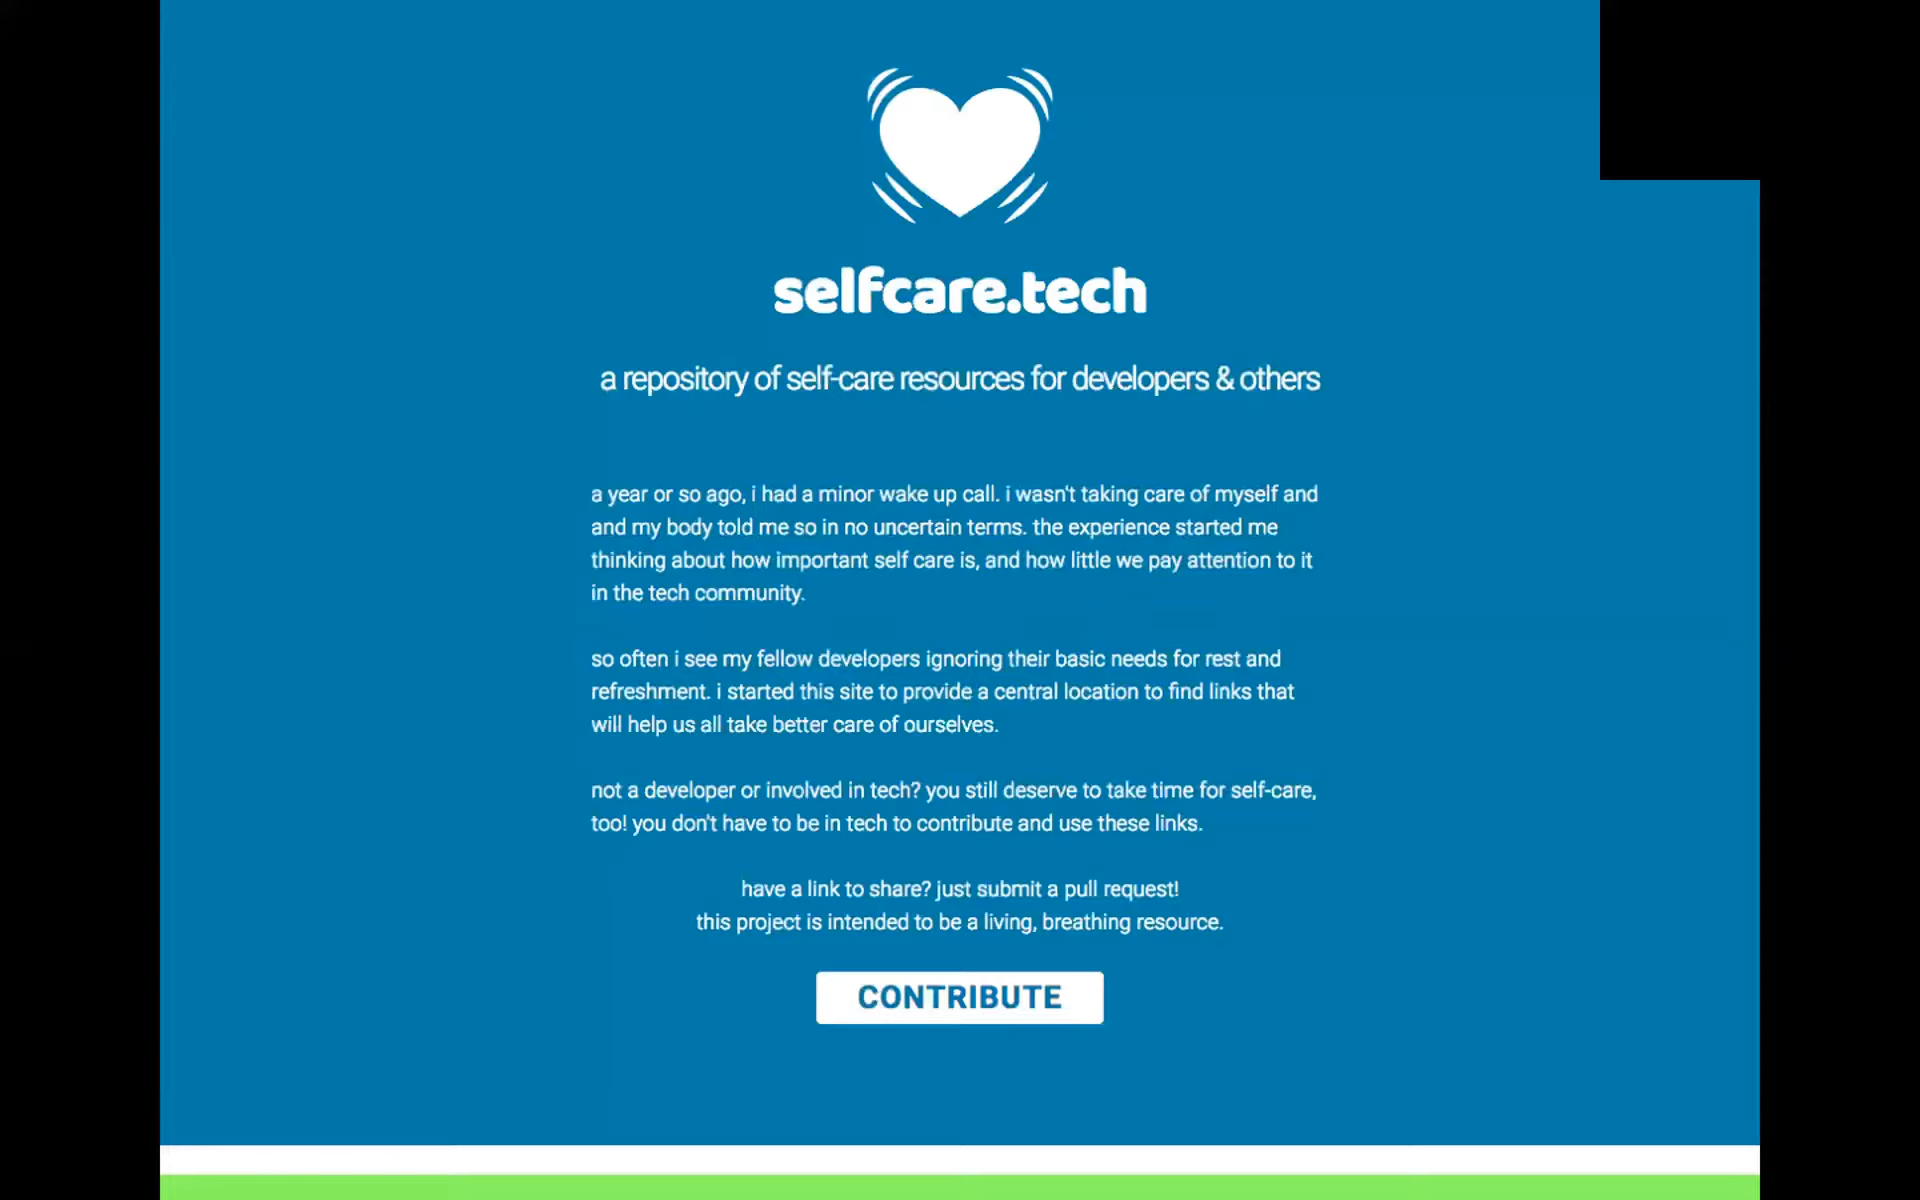 selfcare.tech
a repository of self-care resources for developers & others
a year or so ago, i had a minor wake up call. i wasn't taking care of myself and
and my body told me so in no uncertain terms. the experience started me
thinking about how important self care is, and how little we pay attention to it
in the tech community.
so often i see my fellow developers ignoring their basic needs for rest and
refreshment. i started this site to provide a central location to find links that
will help us all take better care of ourselves.
not a developer or involved in tech? you still deserve to take time for self-care,
too! you don't have to be in tech to contribute and use these links.
have a link to share? just submit a pull request!
this project is intended to be a living, breathing resource.
CONTRIBUTE